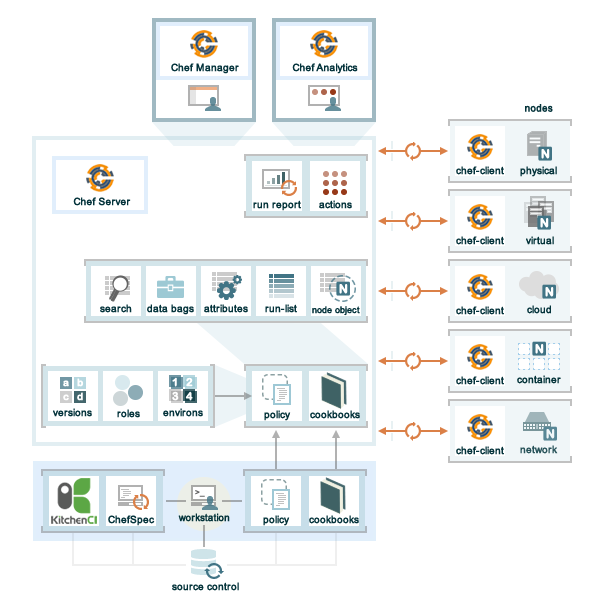 Chef Manager
Chef Analytics
nodes
Chef Server
run report
actions
chef-client
N
physical
chef-client
N
virtual
search
data bags
attributes
run-list
N
node object
chef-client
N
cloud
a b
c d
versions
roles
1 2
3 4
environs
policy
cookbooks
chef-client
N
container
chef-client
N
network
KitchenCI
ChefSpec
>_
workstation
policy
cookbooks
source control